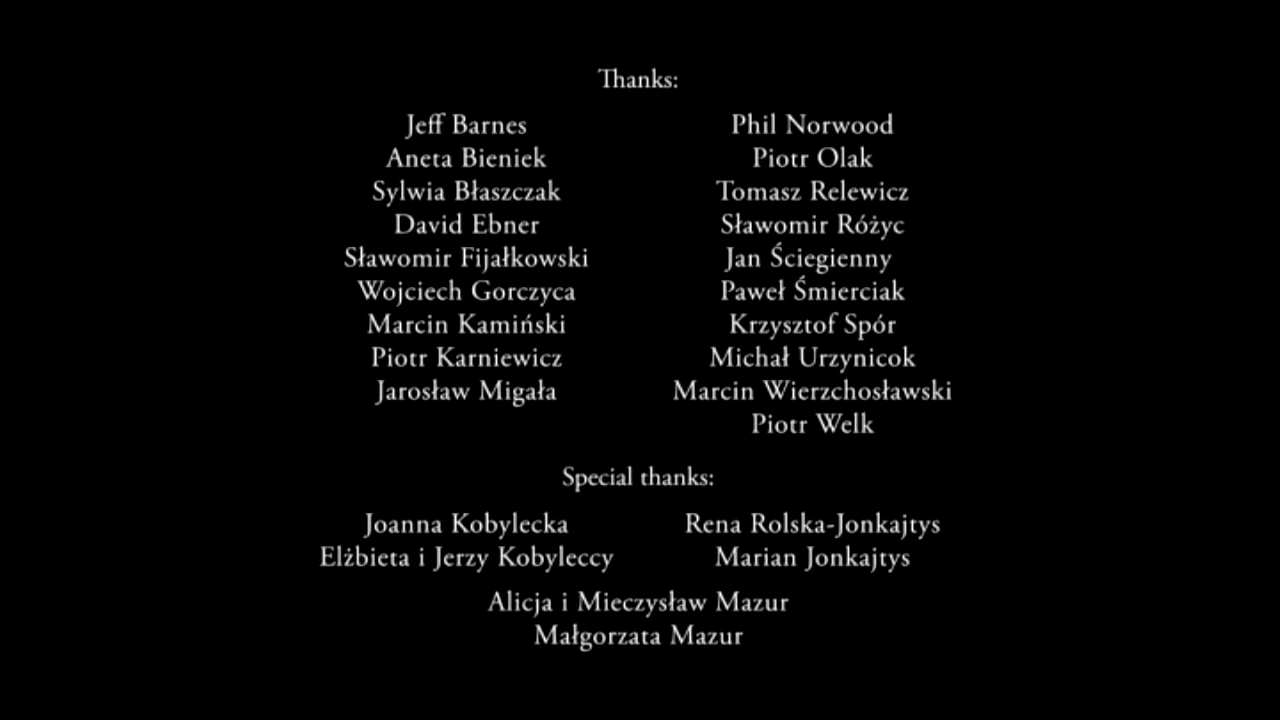 Thanks:
Jeff Barnes
Aneta Bieniek
Sylwia Błaszczak
David Ebner
Sławomir Fijałkowski
Wojciech Gorczyca
Marcin Kamiński
Piotr Karniewicz
Jarosław Migała
Phil Norwood
Piotr Olak
Tomasz Relewicz
Sławomir Różyc
Jan Ściegienny
Paweł Śmierciak
Krzysztof Spór
Michał Urzynicok
Marcin Wierzchosławski
Piotr Welk
Special thanks:
Joanna Kobylecka
Elżbieta i Jerzy Kobyleccy
Rena Rolska-Jonkajtys
Marian Jonkajtys
Alicja i Mieczysław Mazur
Małgorzata Mazur